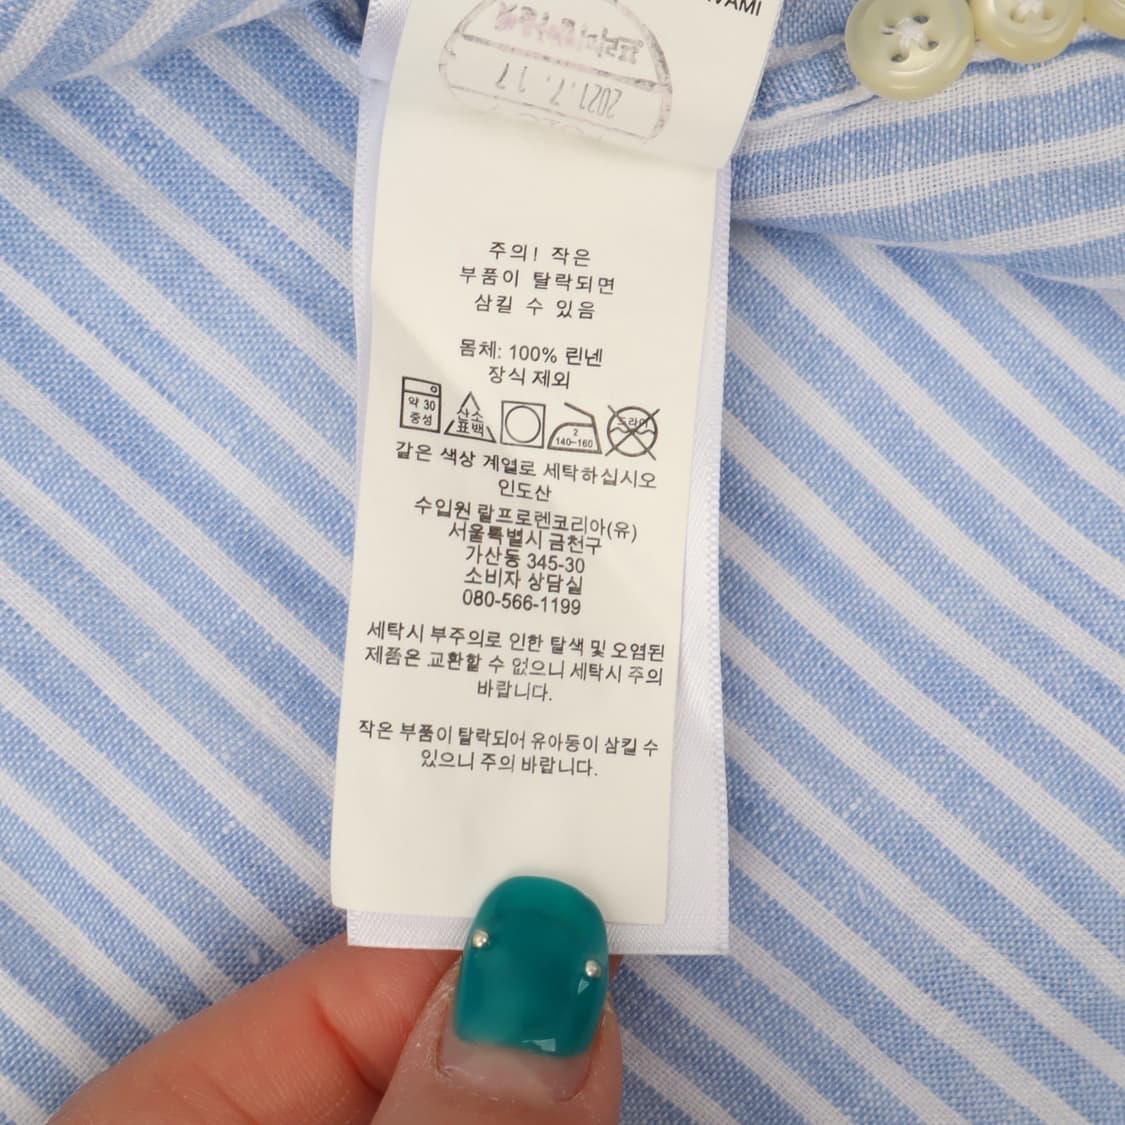 2021. 7. 17
주의! 작은
부품이 탈락되면
삼킬 수 있음
몸체: 100% 린넨
장식 제외
약 30
중성
산소
표백
2
140-160
드라이
같은 색상 계열로 세탁하십시오
인도산
수입원 랄프로렌코리아(유)
서울특별시 금천구
가산동 345-30
소비자 상담실
080-566-1199
세탁시 부주의로 인한 탈색 및 오염된
제품은 교환할 수 없으니 세탁시 주의
바랍니다.
작은 부품이 탈락되어 유아동이 삼킬 수
있으니 주의 바랍니다.